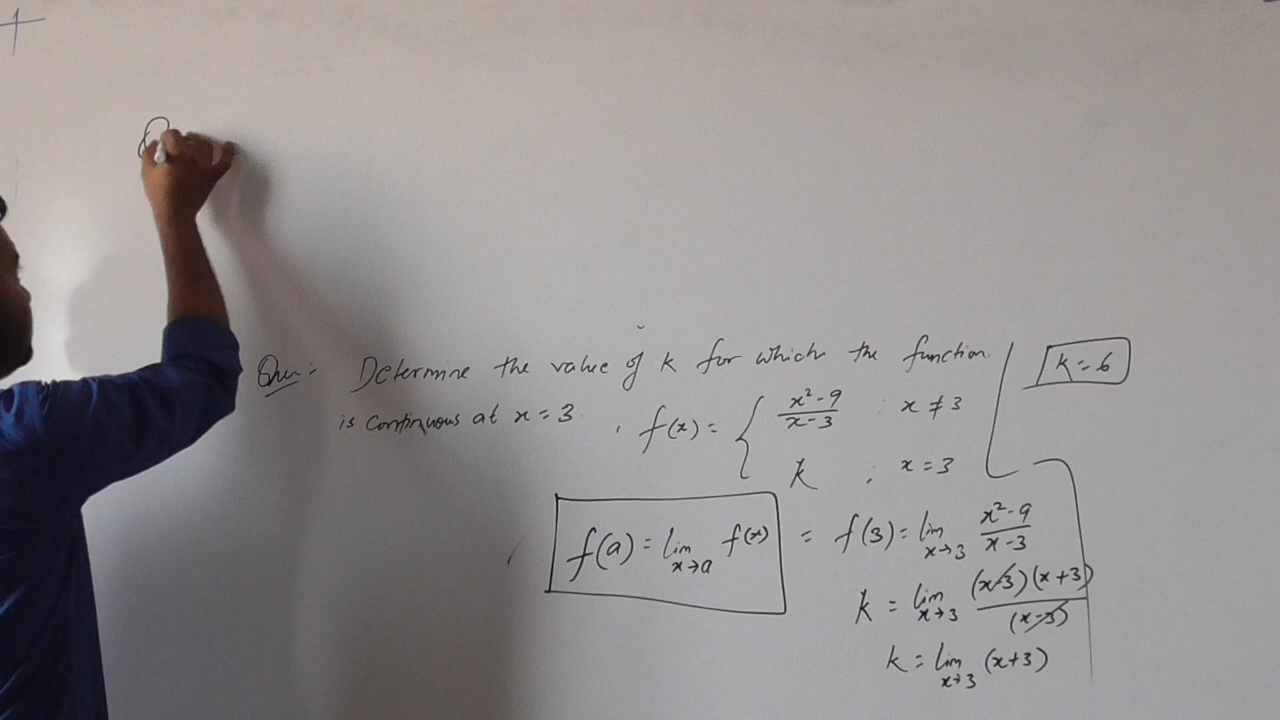 Qun:- Determine the value of k for which the function
is continuous at x = 3 , f(x) = { x²-9 / x-3 ; x ≠ 3
k ; x = 3
f(a) = lim x→a f(x) = f(3) = lim x→3 x²-9 / x-3
k = lim x→3 (x-3)(x+3) / (x-3)
k = lim x→3 (x+3)
k = 6